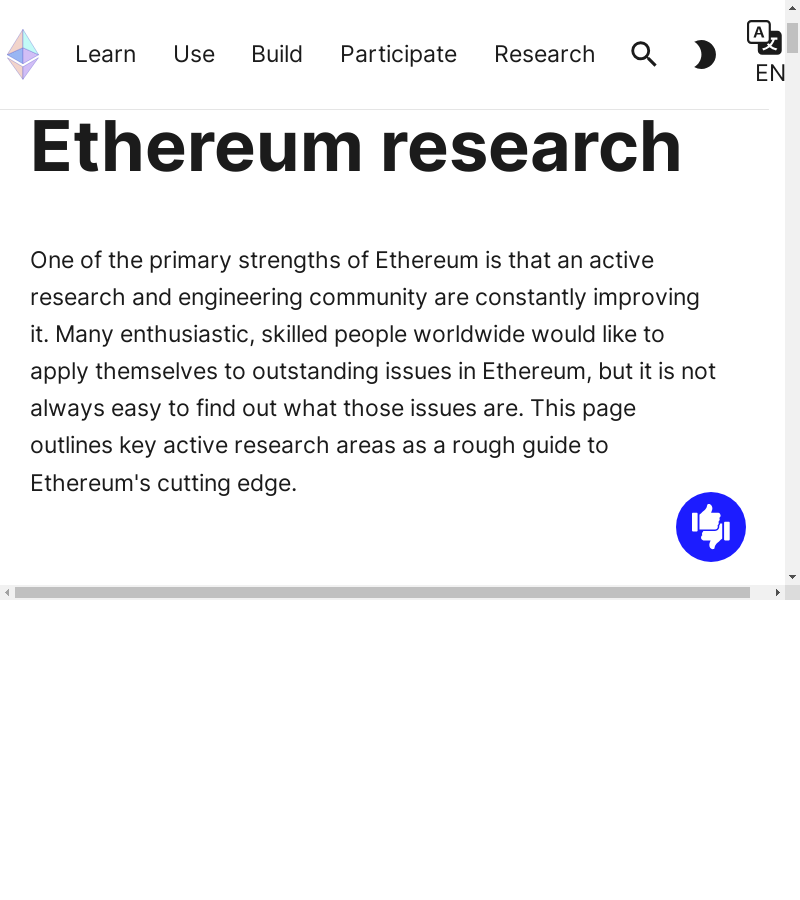 Learn Use Build Participate Research
A
文
EN
Ethereum research
One of the primary strengths of Ethereum is that an active
research and engineering community are constantly improving
it. Many enthusiastic, skilled people worldwide would like to
apply themselves to outstanding issues in Ethereum, but it is not
always easy to find out what those issues are. This page
outlines key active research areas as a rough guide to
Ethereum's cutting edge.